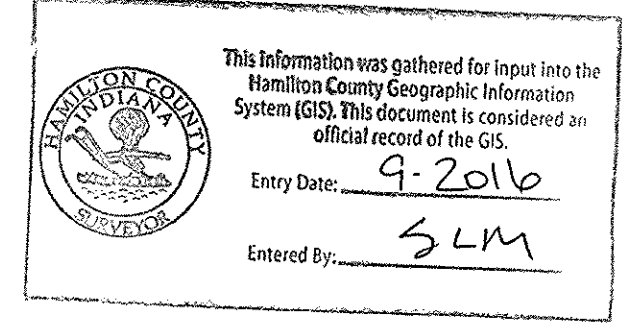 HAMILTON COUNTY
INDIANA
SURVEYOR
This information was gathered for input into the
Hamilton County Geographic Information
System (GIS). This document is considered an
official record of the GIS.
Entry Date: 9-2016
Entered By: SLM